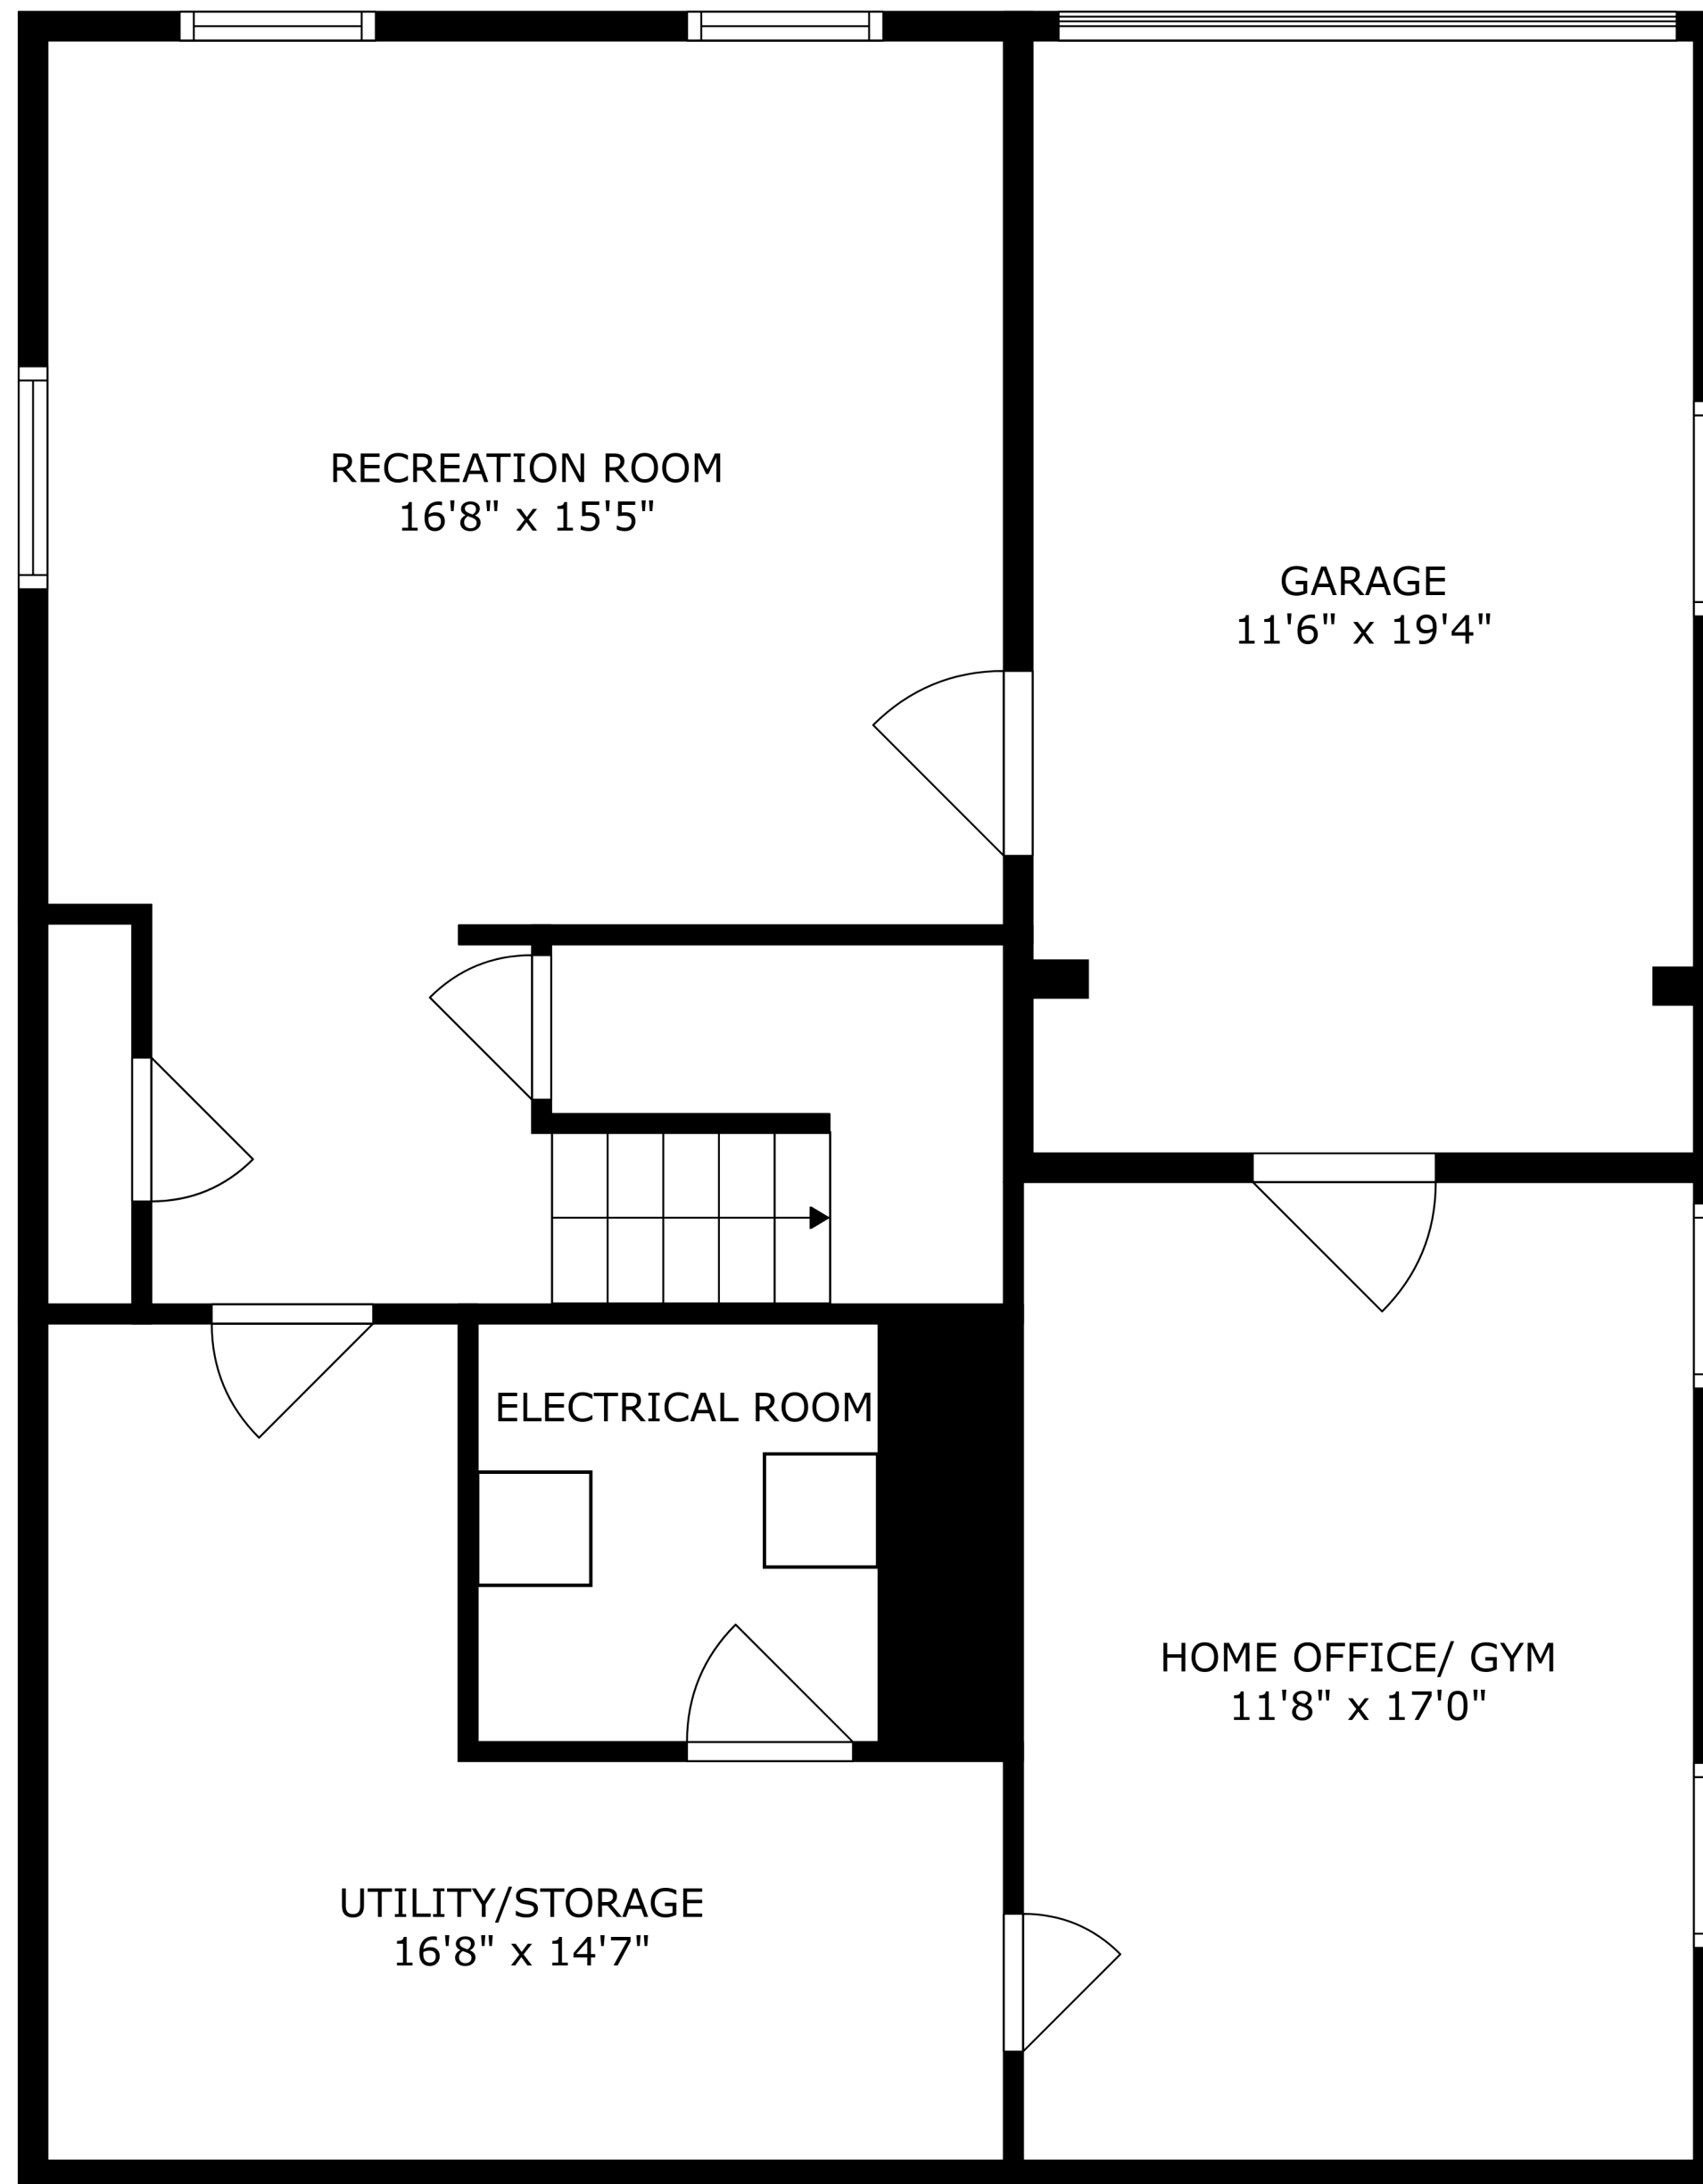 RECREATION ROOM
16'8" x 15'5"
GARAGE
11'6" x 19'4"
ELECTRICAL ROOM
HOME OFFICE/ GYM
11'8" x 17'0"
UTILITY/STORAGE
16'8" x 14'7"